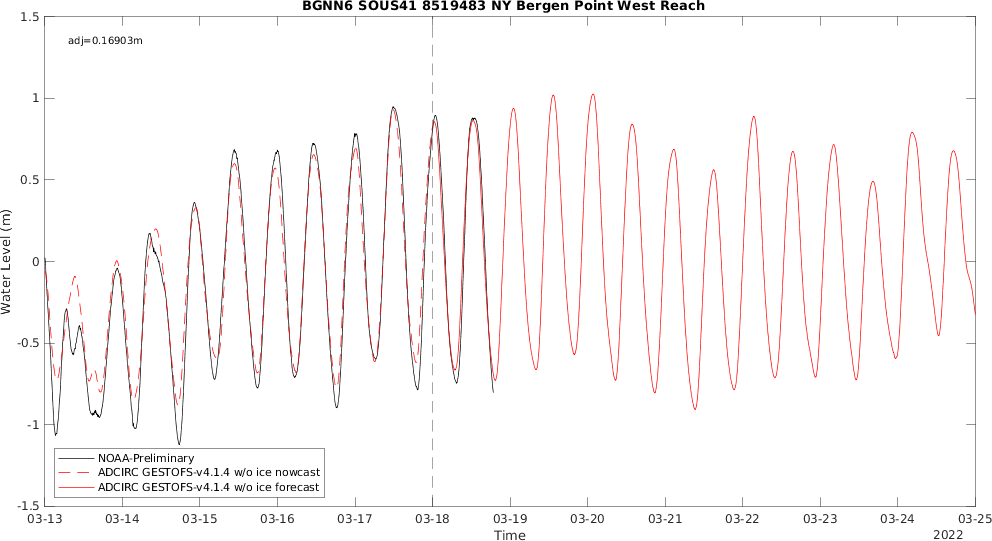 BGNN6 SOUS41 8519483 NY Bergen Point West Reach
adj=0.16903m
1.5
1
0.5
0
-0.5
-1
-1.5
Water Level (m)
NOAA-Preliminary
ADCIRC GESTOFS-v4.1.4 w/o ice nowcast
ADCIRC GESTOFS-v4.1.4 w/o ice forecast
03-13 03-14 03-15 03-16 03-17 03-18 03-19 03-20 03-21 03-22 03-23 03-24 03-25
Time
2022